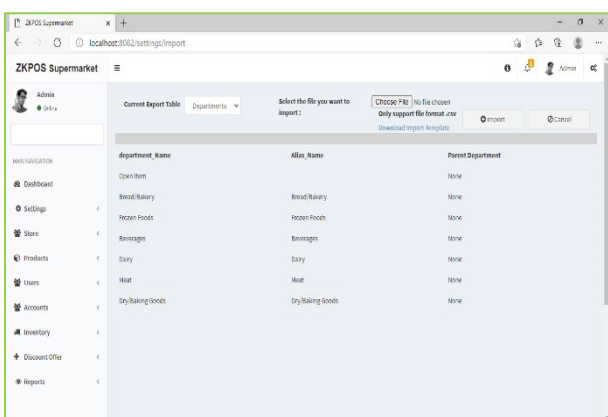 ZKPOS Supermarket
localhost:8082/settings/import
ZKPOS Supermarket
Admin
Admin
Online
Current Export Table
Departments
Select the file you want to import :
Choose File No file chosen
Only support file format .csv
Download Import Template
Import
Cancel
MAIN NAVIGATION
Dashboard
Settings
Store
Products
Users
Accounts
Inventory
Discount Offer
Reports
department_Name Alias_Name Parent Department
Open Item None
Bread/Bakery Bread/Bakery None
Frozen Foods Frozen Foods None
Beverages Beverages None
Dairy Dairy None
Meat Meat None
Dry/Baking Goods Dry/Baking Goods None